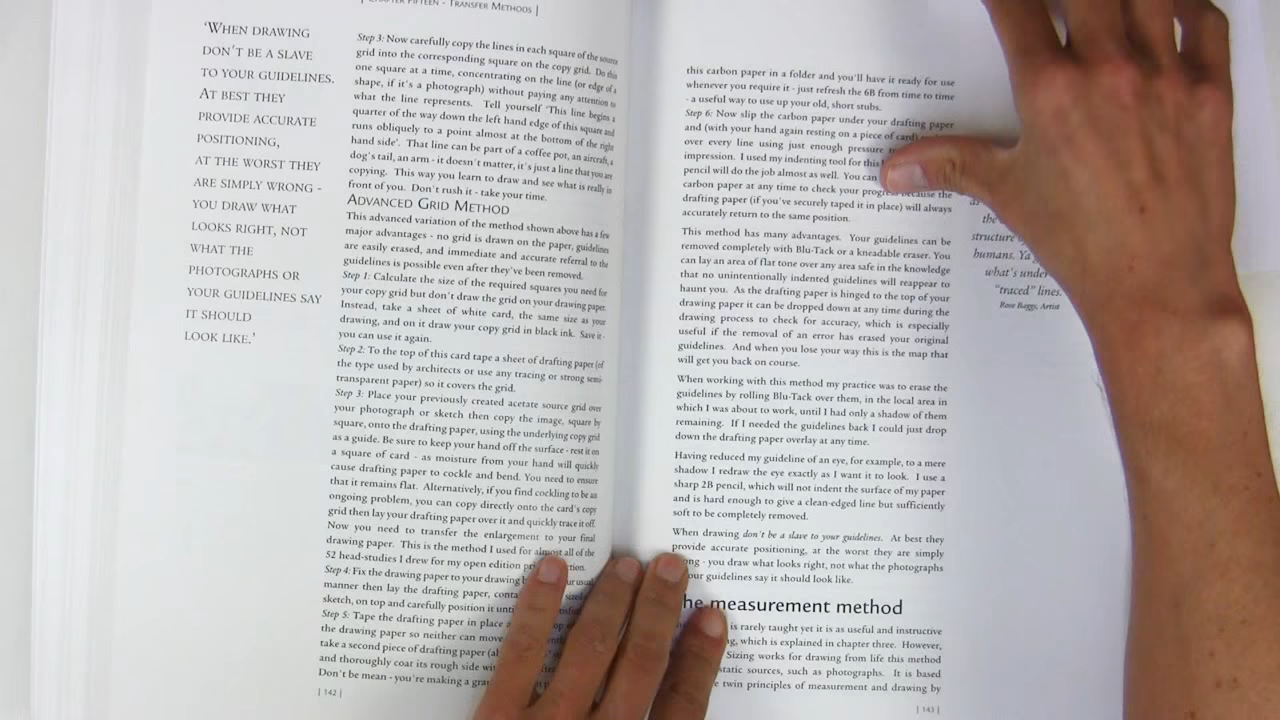 | Chapter Fifteen - Transfer Methods |
'When drawing
don't be a slave
to your guidelines.
At best they
provide accurate
positioning,
at the worst they
are simply wrong -
you draw what
looks right, not
what the
photographs or
your guidelines say
it should
look like.'
Step 3: Now carefully copy the lines in each square of the source
grid into the corresponding square on the copy grid. Do this
one square at a time, concentrating on the line (or edge of a
shape, if it's a photograph) without paying any attention to
what the line represents. Tell yourself 'This line begins a
quarter of the way down the left hand edge of this square and
runs obliquely to a point almost at the bottom of the right
hand side'. That line can be part of a coffee pot, an aircraft, a
dog's tail, an arm - it doesn't matter, it's just a line that you are
copying. This way you learn to draw and see what is really in
front of you. Don't rush it - take your time.
Advanced Grid Method
This advanced variation of the method shown above has a few
major advantages - no grid is drawn on the paper, guidelines
are easily erased, and immediate and accurate referral to the
guidelines is possible even after they've been removed.
Step 1: Calculate the size of the required squares you need for
your copy grid but don't draw the grid on your drawing paper.
Instead, take a sheet of white card, the same size as your
drawing, and on it draw your copy grid in black ink. Save it -
you can use it again.
Step 2: To the top of this card tape a sheet of drafting paper (of
the type used by architects or use any tracing or strong semi-
transparent paper) so it covers the grid.
Step 3: Place your previously created acetate source grid over
your photograph or sketch then copy the image, square by
square, onto the drafting paper, using the underlying copy grid
as a guide. Be sure to keep your hand off the surface - rest it on
a square of card - as moisture from your hand will quickly
cause drafting paper to cockle and bend. You need to ensure
that it remains flat. Alternatively, if you find cockling to be an
ongoing problem, you can copy directly onto the card's copy
grid then lay your drafting paper over it and quickly trace it off.
Now you need to transfer the enlargement to your final
drawing paper. This is the method I used for almost all of the
52 head-studies I drew for my open edition
Step 4: Fix the drafting paper to your drawing
manner then lay the drafting paper,
sketch, on top and carefully position it
Step 5: Tape the drafting paper in place
the drawing paper so neither can move
take a second piece of drafting paper
and thoroughly coat its rough side
Don't be mean - you're making a
| 142 |
this carbon paper in a folder and you'll have it ready for use
whenever you require it - just refresh the 6B from time to time
- a useful way to use up your old, short stubs.
Step 6: Now slip the carbon paper under your drafting paper
and (with your hand again resting on a piece of card)
over every line using just enough pressure
impression. I used my indenting tool for this
pencil will do the job almost as well. You can
carbon paper at any time to check your progress because the
drafting paper (if you've securely taped it in place) will always
accurately return to the same position.
This method has many advantages. Your guidelines can be
removed completely with Blu-Tack or a kneadable eraser. You
can lay an area of flat tone over any area safe in the knowledge
that no unintentionally indented guidelines will reappear to
haunt you. As the drafting paper is hinged to the top of your
drawing paper it can be dropped down at any time during the
drawing process to check for accuracy, which is especially
useful if the removal of an error has erased your original
guidelines. And when you lose your way this is the map that
will get you back on course.
When working with this method my practice was to erase the
guidelines by rolling Blu-Tack over them, in the local area in
which I was about to work, until I had only a shadow of them
remaining. If I needed the guidelines back I could just drop
down the drafting paper overlay at any time.
Having reduced my guideline of an eye, for example, to a mere
shadow I redraw the eye exactly as I want it to look. I use a
sharp 2B pencil, which will not indent the surface of my paper
and is hard enough to give a clean-edged line but sufficiently
soft to be completely removed.
When drawing don't be a slave to your guidelines. At best they
provide accurate positioning, at the worst they are simply
- you draw what looks right, not what the photographs
your guidelines say it should look like.
The measurement method
is rarely taught yet it is as useful and instructive
which is explained in chapter three. However,
Sizing works for drawing from life this method
static sources, such as photographs. It is based
twin principles of measurement and drawing by
| 143 |
the
structure
humans.
what's under
"traced" lines.
Rose Baggs, Artist